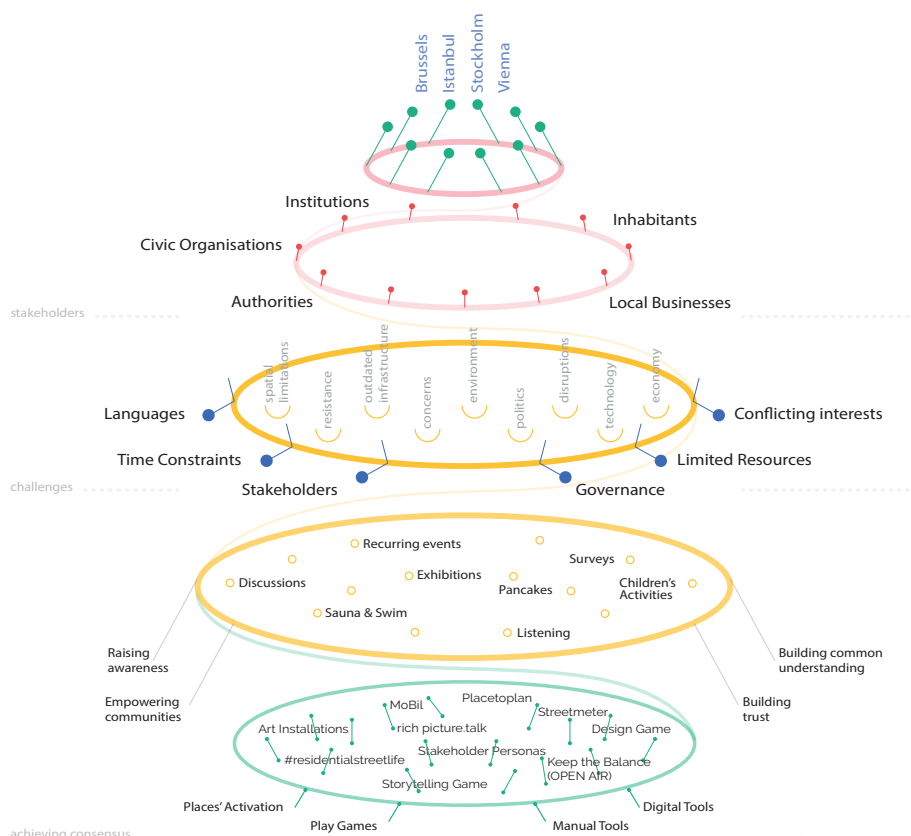 Brussels
Istanbul
Stockholm
Vienna
Institutions
Inhabitants
Civic Organisations
Authorities
Local Businesses
stakeholders
spatial
limitations
resistance
outdated
infrastructure
concerns
environment
politics
disruptions
technology
economy
Languages
Conflicting interests
Time Constraints
Limited Resources
Stakeholders
Governance
challenges
Recurring events
Surveys
Discussions
Exhibitions
Pancakes
Children's
Activities
Sauna & Swim
Listening
Raising
awareness
Building common
understanding
Empowering
communities
Building
trust
MoBil
Placetoplan
Streetmeter
Art Installations
rich picture.talk
Design Game
Stakeholder Personas
#residentialstreetlife
Keep the Balance
(OPEN AIR)
Storytelling Game
Places' Activation
Digital Tools
Play Games
Manual Tools
achieving consensus